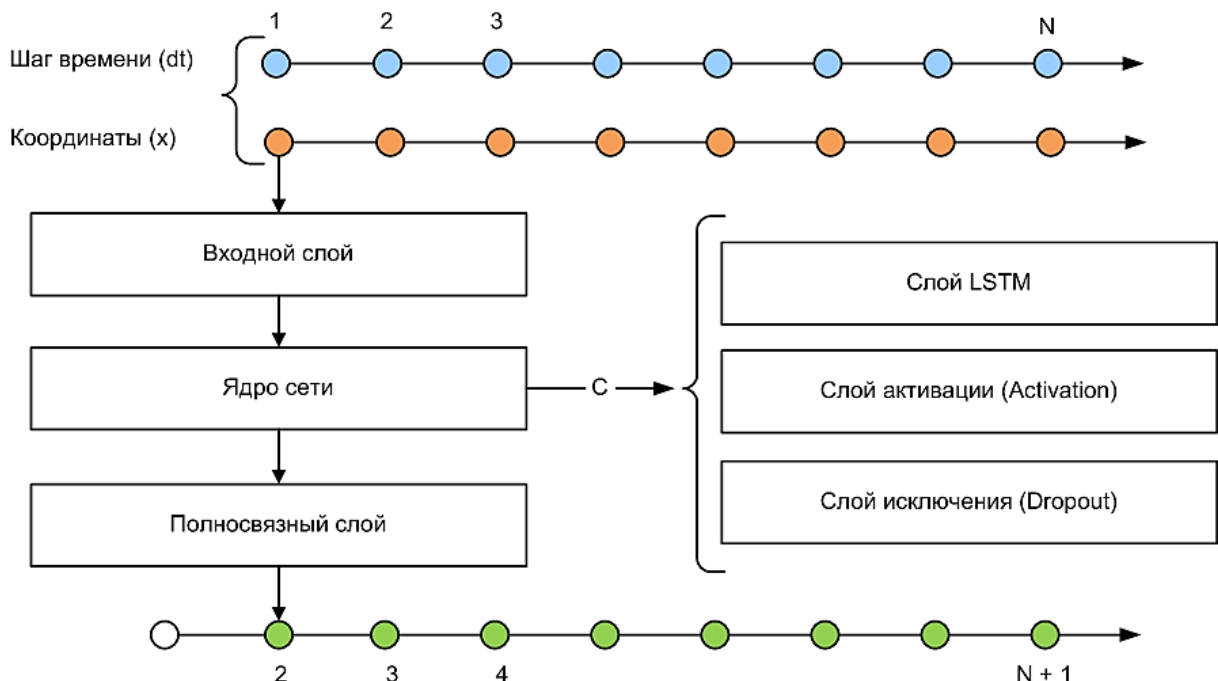 1 2 3 N
Шаг времени (dt)
Координаты (x)
Входной слой
Слой LSTM
Ядро сети
C
Слой активации (Activation)
Слой исключения (Dropout)
Полносвязный слой
2 3 4 N + 1